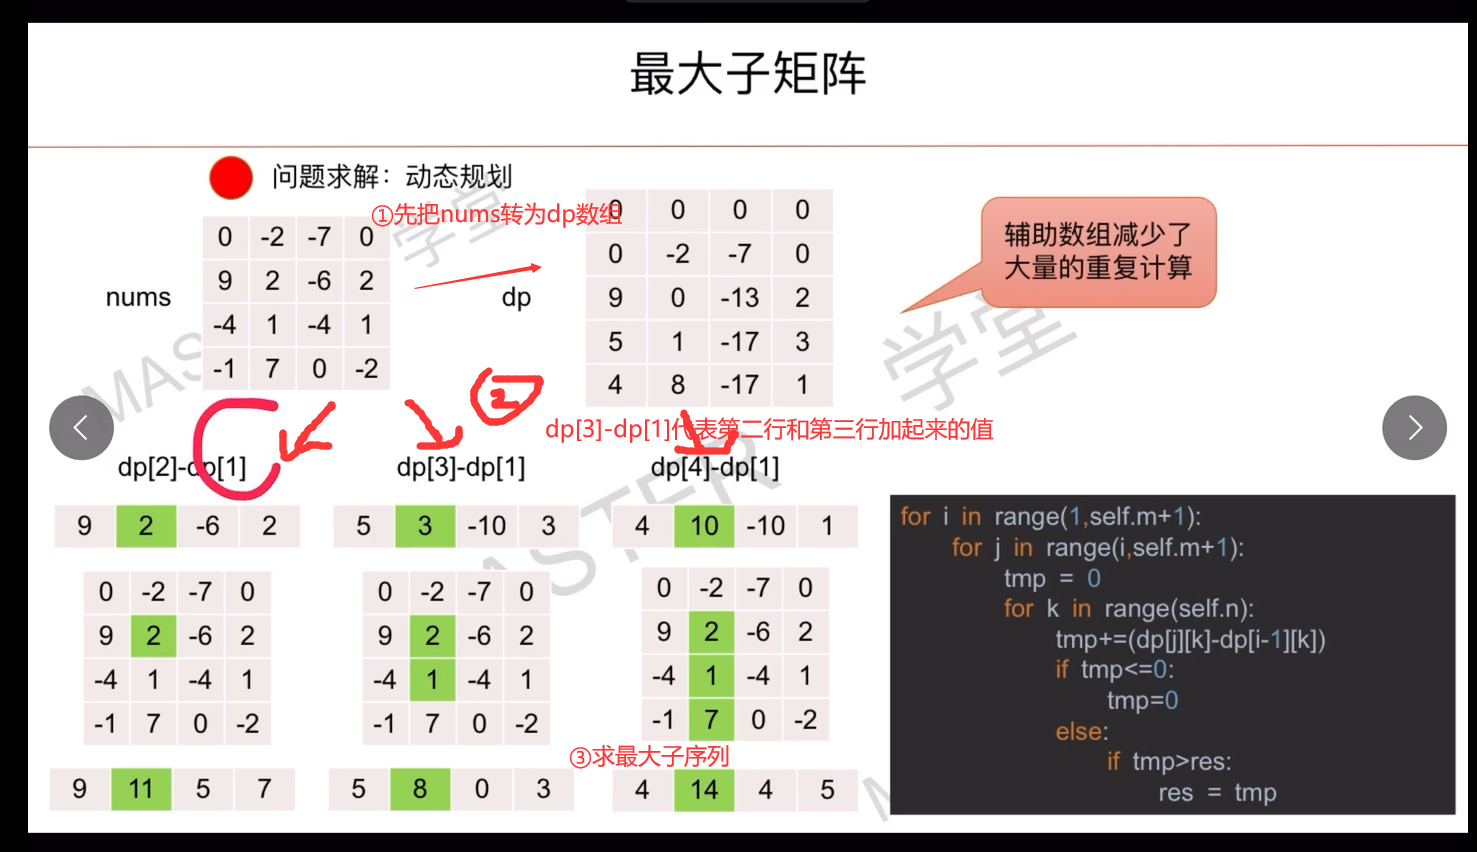 最大子矩阵
问题求解：动态规划
①先把nums转为dp数组
nums
0 -2 -7 0
9 2 -6 2
-4 1 -4 1
-1 7 0 -2
dp
0 0 0 0
0 -2 -7 0
9 0 -13 2
5 1 -17 3
4 8 -17 1
辅助数组减少了
大量的重复计算
②
dp[3]-dp[1]代表第二行和第三行加起来的值
dp[2]-dp[1]
9 2 -6 2
0 -2 -7 0
9 2 -6 2
-4 1 -4 1
-1 7 0 -2
9 11 5 7
dp[3]-dp[1]
5 3 -10 3
0 -2 -7 0
9 2 -6 2
-4 1 -4 1
-1 7 0 -2
5 8 0 3
dp[4]-dp[1]
4 10 -10 1
0 -2 -7 0
9 2 -6 2
-4 1 -4 1
-1 7 0 -2
③求最大子序列
4 14 4 5
for i in range(1,self.m+1):
for j in range(i,self.m+1):
tmp = 0
for k in range(self.n):
tmp+=(dp[j][k]-dp[i-1][k])
if tmp<=0:
tmp=0
else:
if tmp>res:
res = tmp
学堂
MAS
学堂
MASTER